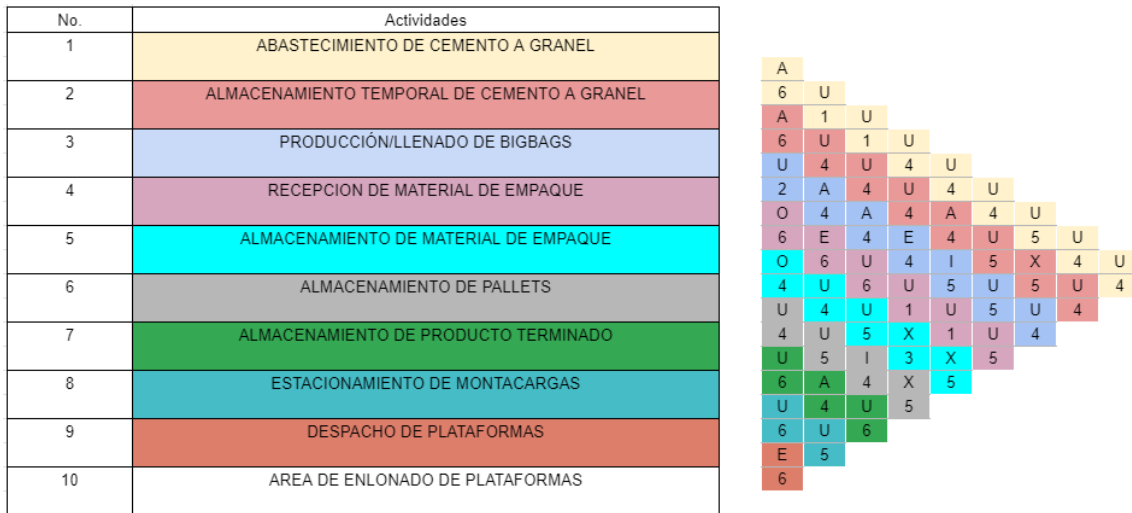 No. Actividades
1 ABASTECIMIENTO DE CEMENTO A GRANEL
2 ALMACENAMIENTO TEMPORAL DE CEMENTO A GRANEL
3 PRODUCCIÓN/LLENADO DE BIGBAGS
4 RECEPCION DE MATERIAL DE EMPAQUE
5 ALMACENAMIENTO DE MATERIAL DE EMPAQUE
6 ALMACENAMIENTO DE PALLETS
7 ALMACENAMIENTO DE PRODUCTO TERMINADO
8 ESTACIONAMIENTO DE MONTACARGAS
9 DESPACHO DE PLATAFORMAS
10 AREA DE ENLONADO DE PLATAFORMAS
A
6 U
A 1 U
6 U 1 U
U 4 U 4 U
2 A 4 U 4 U
O 4 A 4 A 4 U
6 E 4 E 4 U 5 U
O 6 U 4 I 5 X 4 U
4 U 6 U 5 U 5 U 4
U 4 U 1 U 5 U 4
4 U 5 X 1 U 4
U 5 I 3 X 5
6 A 4 X 5
U 4 U 5
6 U 6
E 5
6